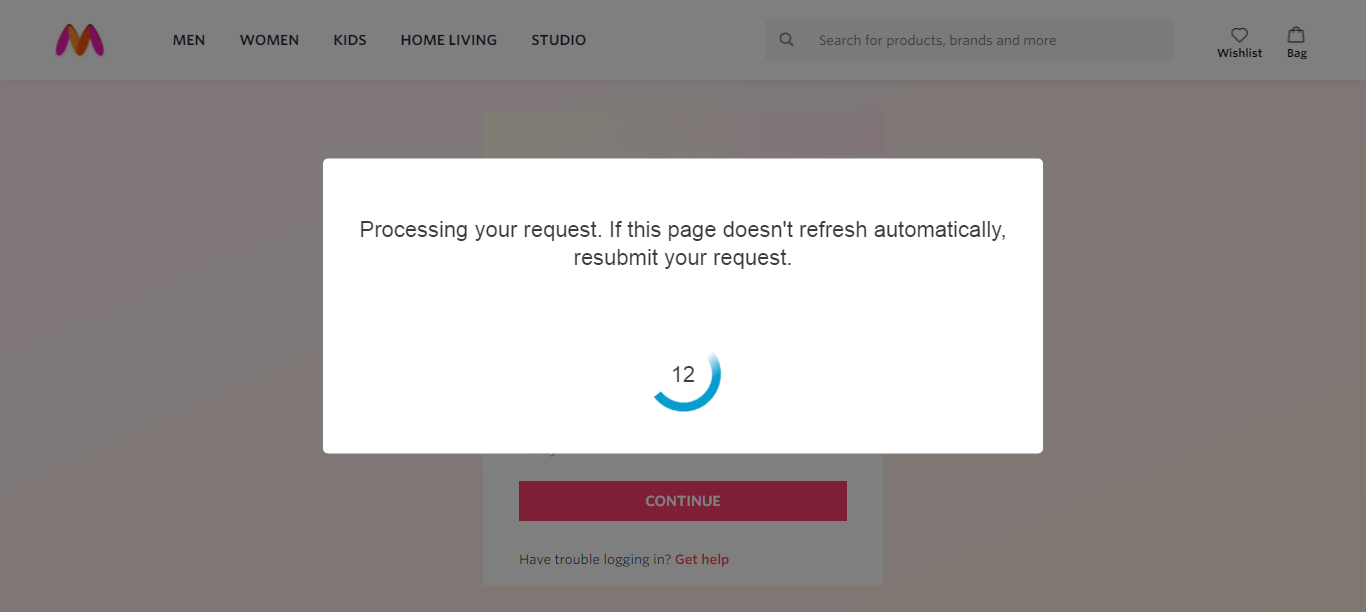 MEN WOMEN KIDS HOME LIVING STUDIO Search for products, brands and more
Wishlist Bag
Processing your request. If this page doesn't refresh automatically,
resubmit your request.
12
CONTINUE
Have trouble logging in? Get help